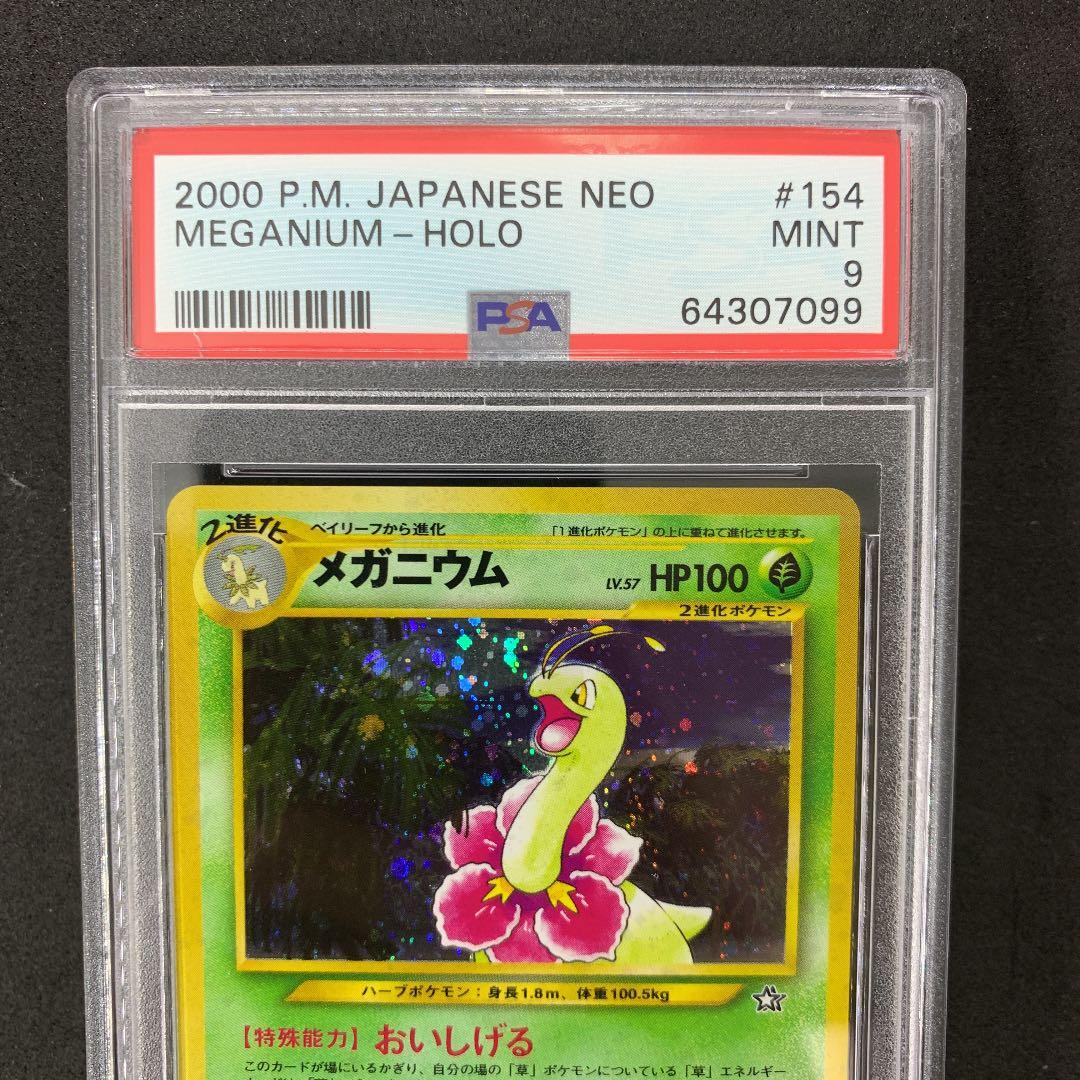 2000 P.M. JAPANESE NEO #154
MEGANIUM - HOLO MINT
9
PSA 64307099
2進化 ベイリーフから進化 「1進化ポケモン」の上に重ねて進化させます。
メガニウム LV.57 HP100
2進化ポケモン
ハーブポケモン:身長1.8m、体重100.5kg
【特殊能力】おいしげる
このカードが場にいるかぎり、自分の場の「草」ポケモンについている「草」エネルギー